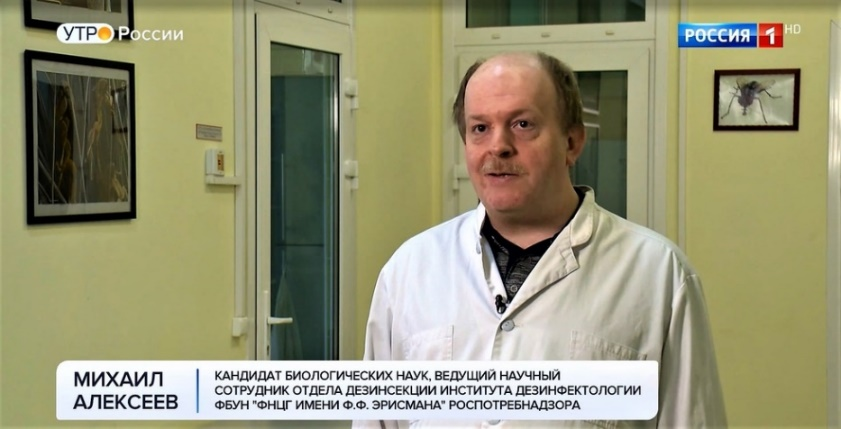 УТРО России
РОССИЯ 1 HD
МИХАИЛ
АЛЕКСЕЕВ
КАНДИДАТ БИОЛОГИЧЕСКИХ НАУК, ВЕДУЩИЙ НАУЧНЫЙ
СОТРУДНИК ОТДЕЛА ДЕЗИНСЕКЦИИ ИНСТИТУТА ДЕЗИНФЕКТОЛОГИИ
ФБУН "ФНЦГ ИМЕНИ Ф.Ф. ЭРИСМАНА" РОСПОТРЕБНАДЗОРА